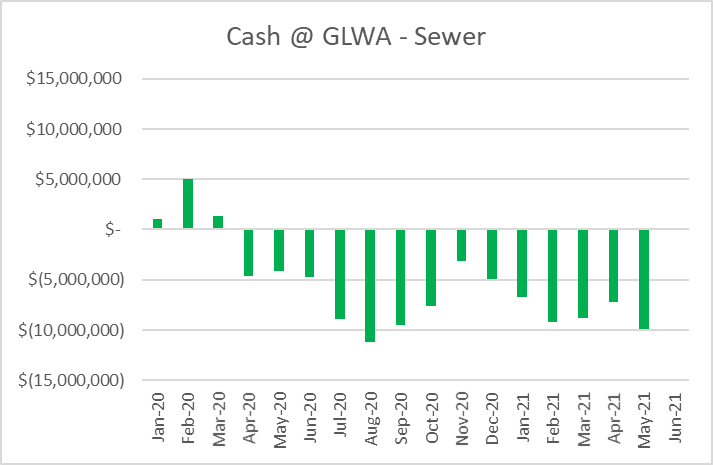 Cash @ GLWA - Sewer
$15,000,000
$10,000,000
$5,000,000
$-
$(5,000,000)
$(10,000,000)
$(15,000,000)
Jan-20
Feb-20
Mar-20
Apr-20
May-20
Jun-20
Jul-20
Aug-20
Sep-20
Oct-20
Nov-20
Dec-20
Jan-21
Feb-21
Mar-21
Apr-21
May-21
Jun-21